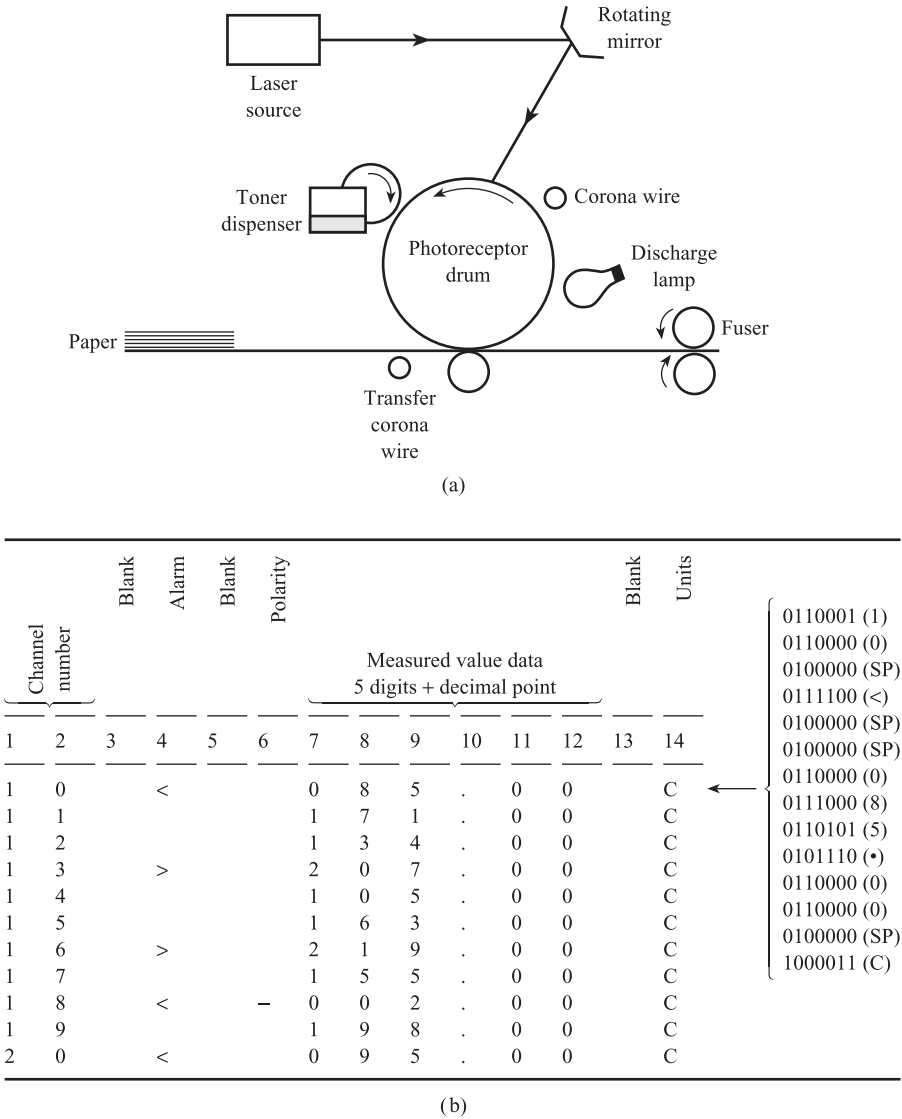 Rotating
mirror
Laser
source
Toner
dispenser
Corona wire
Photoreceptor
drum
Discharge
lamp
Paper
Fuser
Transfer
corona
wire
(a)
Channel
number
Blank
Alarm
Blank
Polarity
Measured value data
5 digits + decimal point
Blank
Units
1 2 3 4 5 6 7 8 9 10 11 12 13 14
1 0 < 0 8 5 . 0 0 C
1 1 1 7 1 . 0 0 C
1 2 1 3 4 . 0 0 C
1 3 > 2 0 7 . 0 0 C
1 4 1 0 5 . 0 0 C
1 5 1 6 3 . 0 0 C
1 6 > 2 1 9 . 0 0 C
1 7 1 5 5 . 0 0 C
1 8 < – 0 0 2 . 0 0 C
1 9 1 9 8 . 0 0 C
2 0 < 0 9 5 . 0 0 C
0110001 (1)
0110000 (0)
0100000 (SP)
0111100 (<)
0100000 (SP)
0100000 (SP)
0110000 (0)
0111000 (8)
0110101 (5)
0101110 (•)
0110000 (0)
0110000 (0)
0100000 (SP)
1000011 (C)
(b)